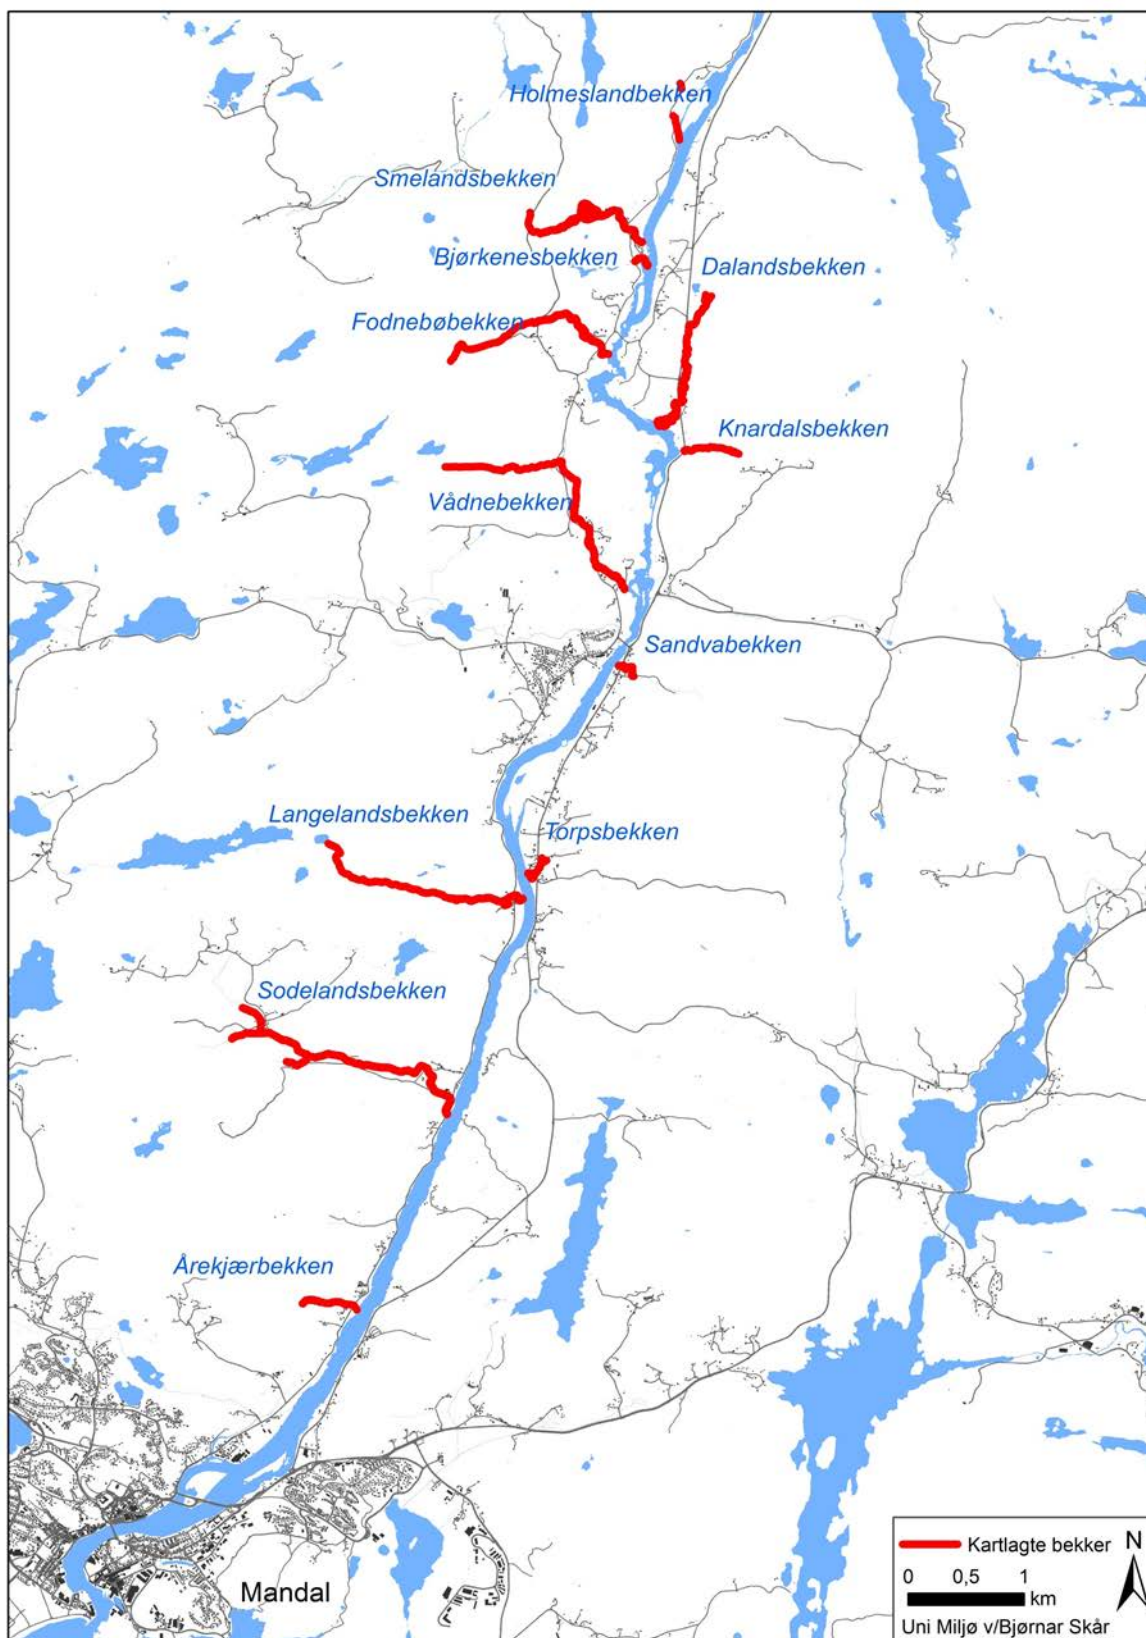 Holmeslandbekken
Smelandsbekken
Bjørkenesbekken
Dalandsbekken
Fodnebøbekken
Knardalsbekken
Vådnebekken
Sandvabekken
Langelandsbekken
Torpsbekken
Sodelandsbekken
Årekjærbekken
Mandal
Kartlagte bekker
N
0 0,5 1
km
Uni Miljø v/Bjørnar Skår